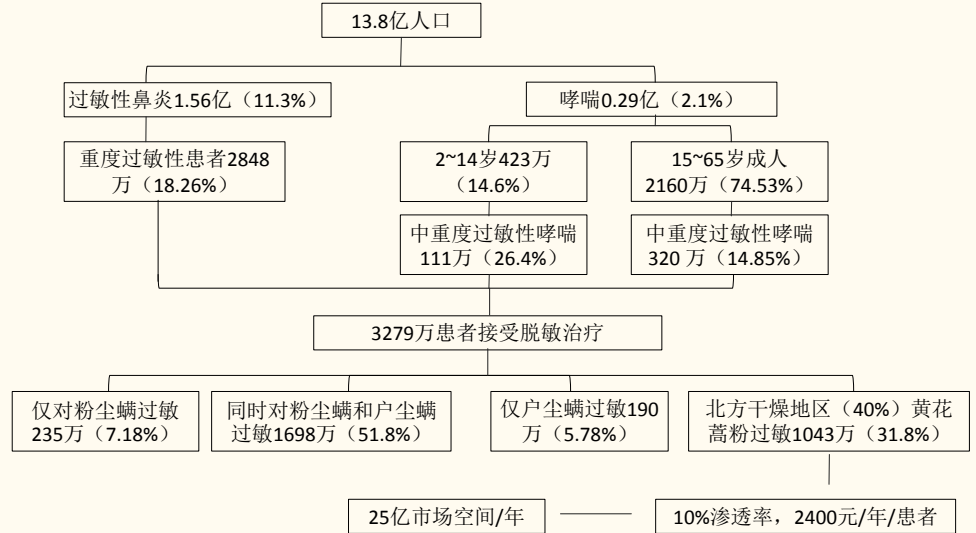 13.8亿人口
过敏性鼻炎1.56亿（11.3%）
哮喘0.29亿（2.1%）
重度过敏性患者2848
万（18.26%）
2~14岁423万
（14.6%）
15~65岁成人
2160万（74.53%）
中重度过敏性哮喘
111万（26.4%）
中重度过敏性哮喘
320 万（14.85%）
3279万患者接受脱敏治疗
仅对粉尘螨过敏
235万（7.18%）
同时对粉尘螨和户尘螨
过敏1698万（51.8%）
仅户尘螨过敏190
万（5.78%）
北方干燥地区（40%）黄花
蒿粉过敏1043万（31.8%）
25亿市场空间/年
10%渗透率，2400元/年/患者